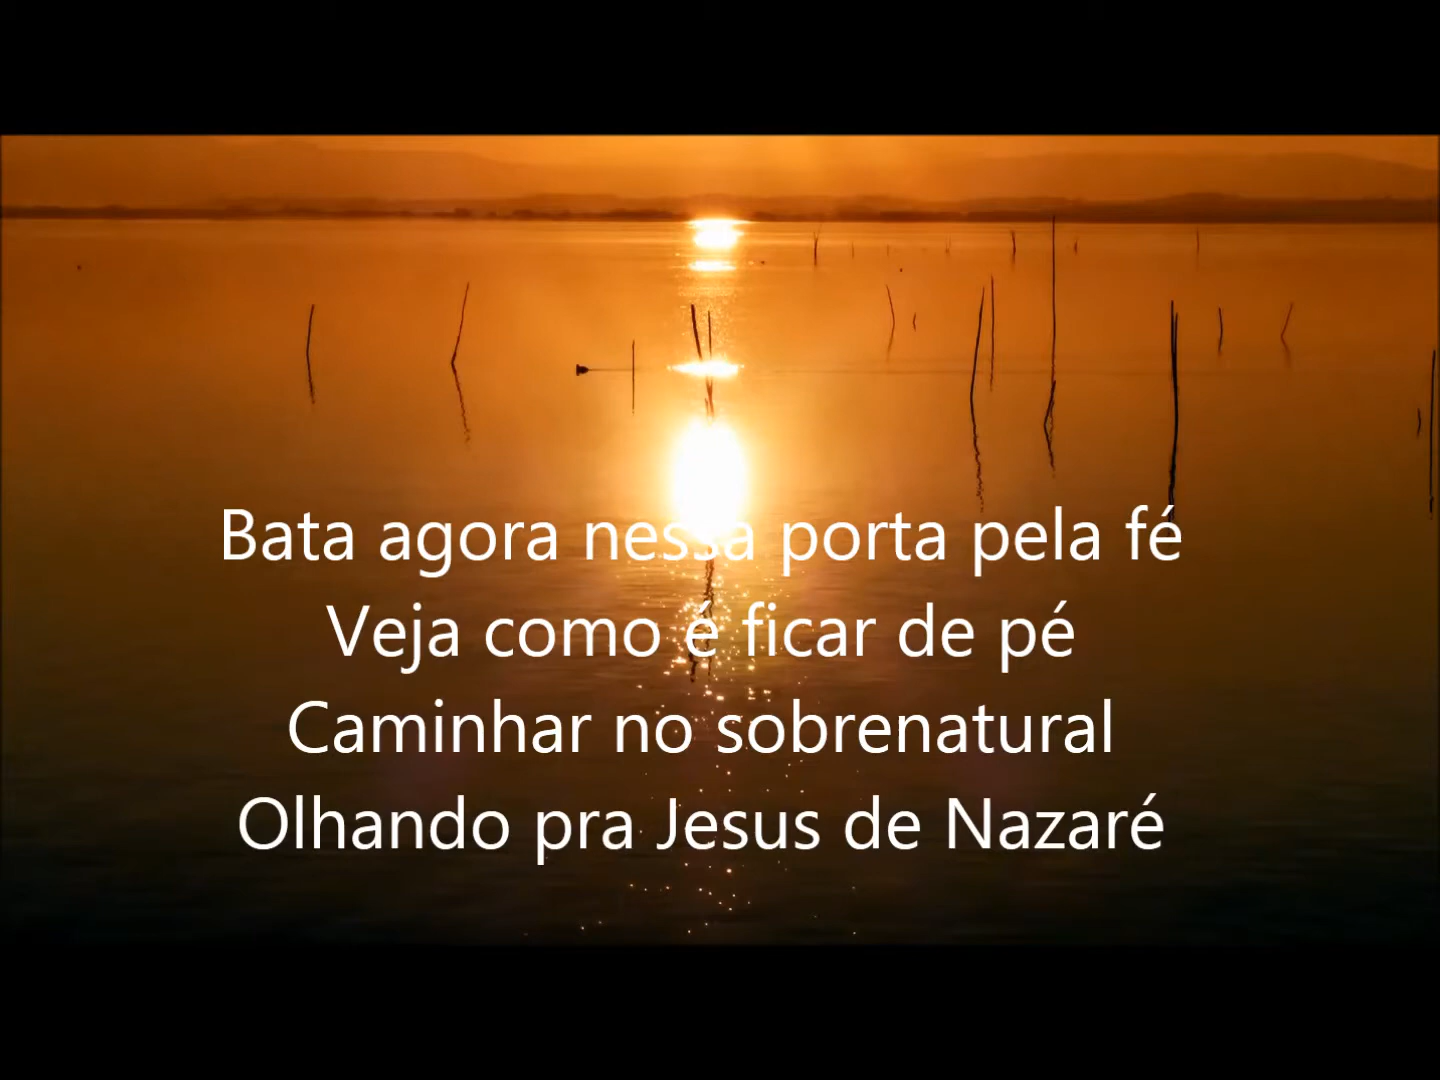 Bata agora nessa porta pela fé
Veja como é ficar de pé
Caminhar no sobrenatural
Olhando pra Jesus de Nazaré